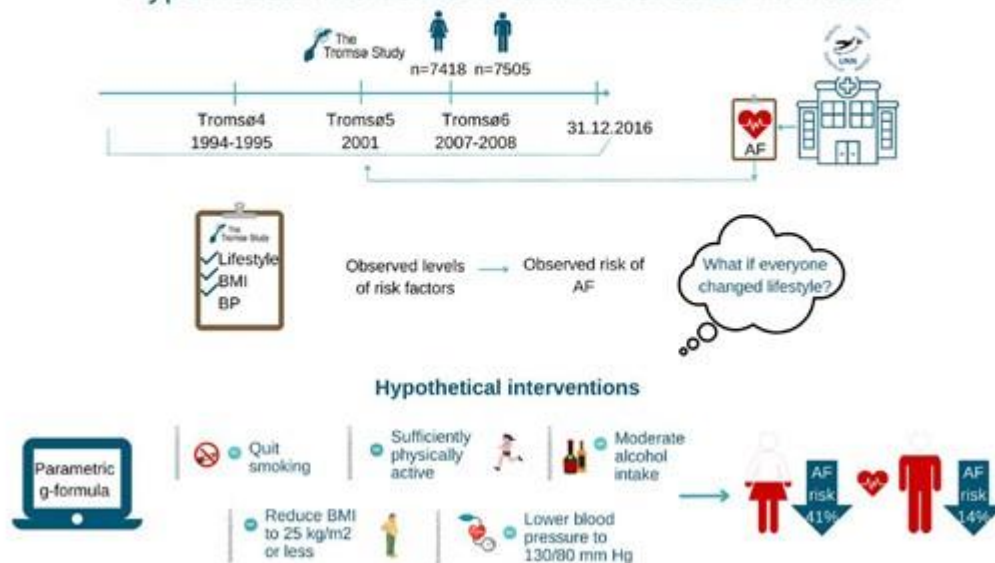 The
Tromsø Study
n=7418 n=7505
UNN
Tromsø4
1994-1995
Tromsø5
2001
Tromsø6
2007-2008
31.12.2016
AF
The
Tromsø Study
Lifestyle
BMI
BP
Observed levels
of risk factors
Observed risk of
AF
What if everyone
changed lifestyle?
Hypothetical interventions
Parametric
g-formula
Quit
smoking
Sufficiently
physically
active
Moderate
alcohol
intake
Reduce BMI
to 25 kg/m2
or less
Lower blood
pressure to
130/80 mm Hg
AF
risk
41%
AF
risk
14%